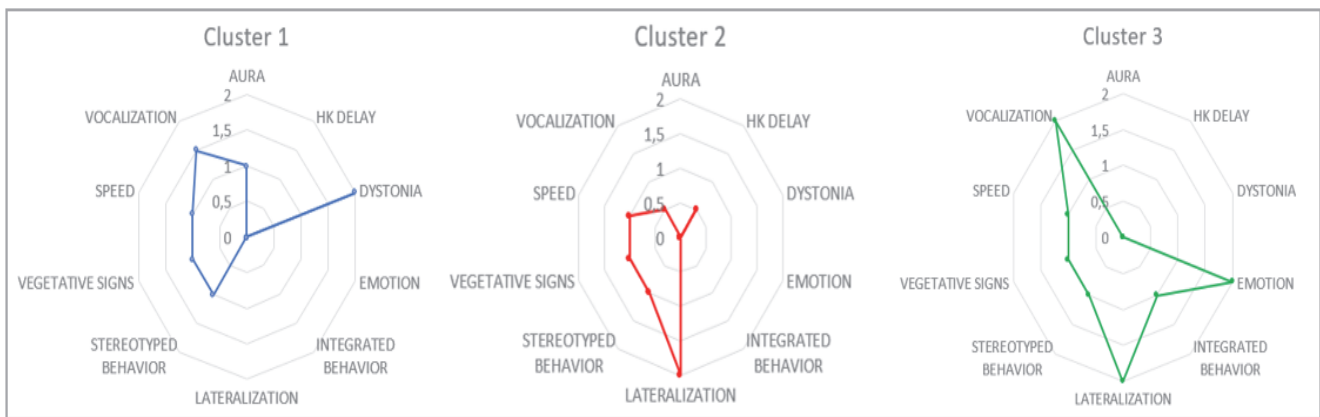 Cluster 1
AURA
2
VOCALIZATION
HK DELAY
1,5
1
SPEED
DYSTONIA
0,5
0
VEGETATIVE SIGNS
EMOTION
STEREOTYPED
BEHAVIOR
INTEGRATED
BEHAVIOR
LATERALIZATION
Cluster 2
AURA
2
VOCALIZATION
HK DELAY
1,5
1
SPEED
DYSTONIA
0,5
0
VEGETATIVE SIGNS
EMOTION
STEREOTYPED
BEHAVIOR
INTEGRATED
BEHAVIOR
LATERALIZATION
Cluster 3
AURA
2
VOCALIZATION
HK DELAY
1,5
1
SPEED
DYSTONIA
0,5
0
VEGETATIVE SIGNS
EMOTION
STEREOTYPED
BEHAVIOR
INTEGRATED
BEHAVIOR
LATERALIZATION